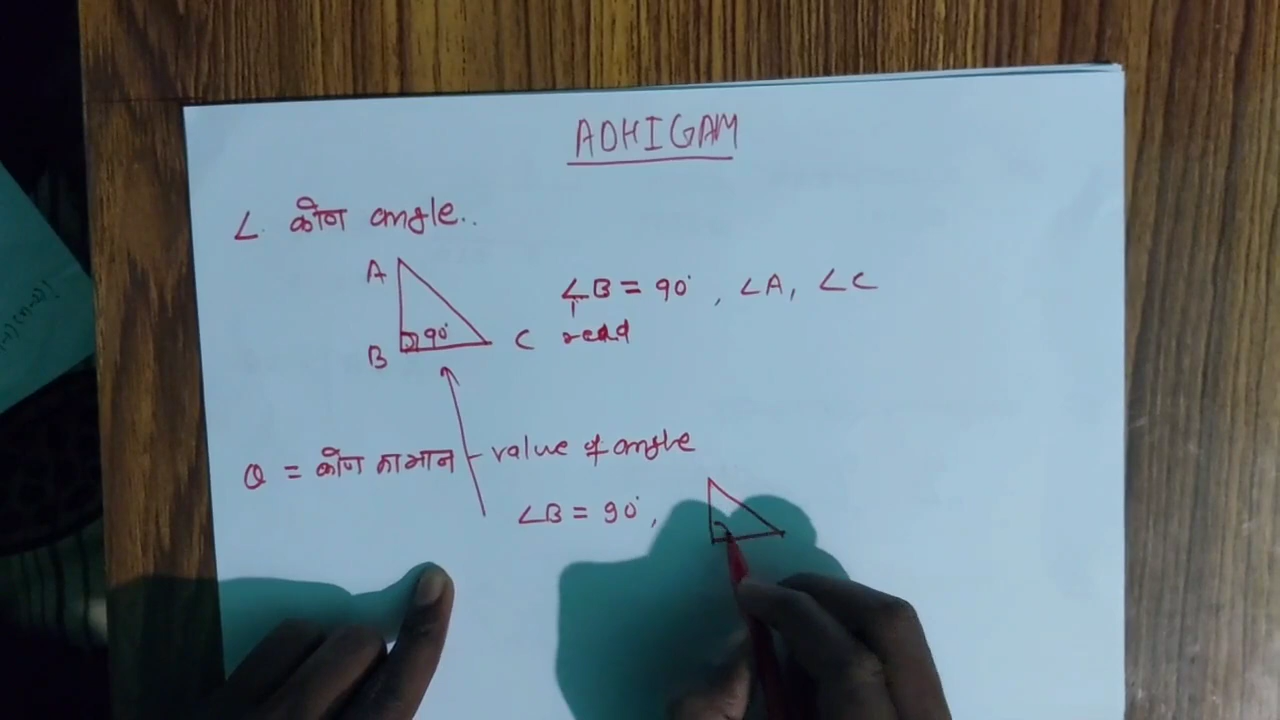 ADHIGAM
∠. कोण angle..
A
∠B = 90°, ∠A, ∠C
90°
B
C
read
θ = कोण का मान - value of angle
∠B = 90°,